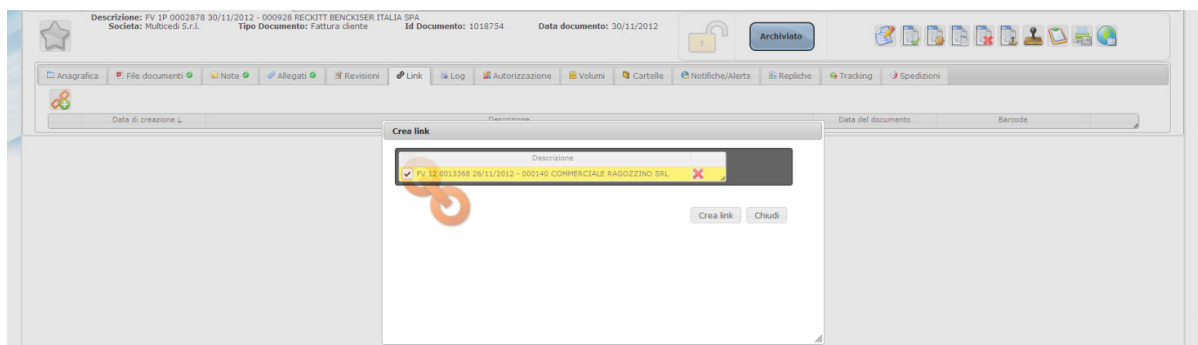 Descrizione: FV 1P 0002878 30/11/2012 - 000928 RECKITT BENCKISER ITALIA SPA
Societa: Multicedi S.r.l. Tipo Documento: Fattura cliente Id Documento: 1018754 Data documento: 30/11/2012
Archiviato
Anagrafica File documenti Note Allegati Revisioni Link Log Autorizzazione Volumi Cartelle Notifiche/Alerts Repliche Tracking Spedizioni
Data di creazione Descrizione Data del documento Barcode
Crea link
Descrizione
FV 12 0013368 26/11/2012 - 000140 COMMERCIALE RAGOZZINO SRL
Crea link Chiudi